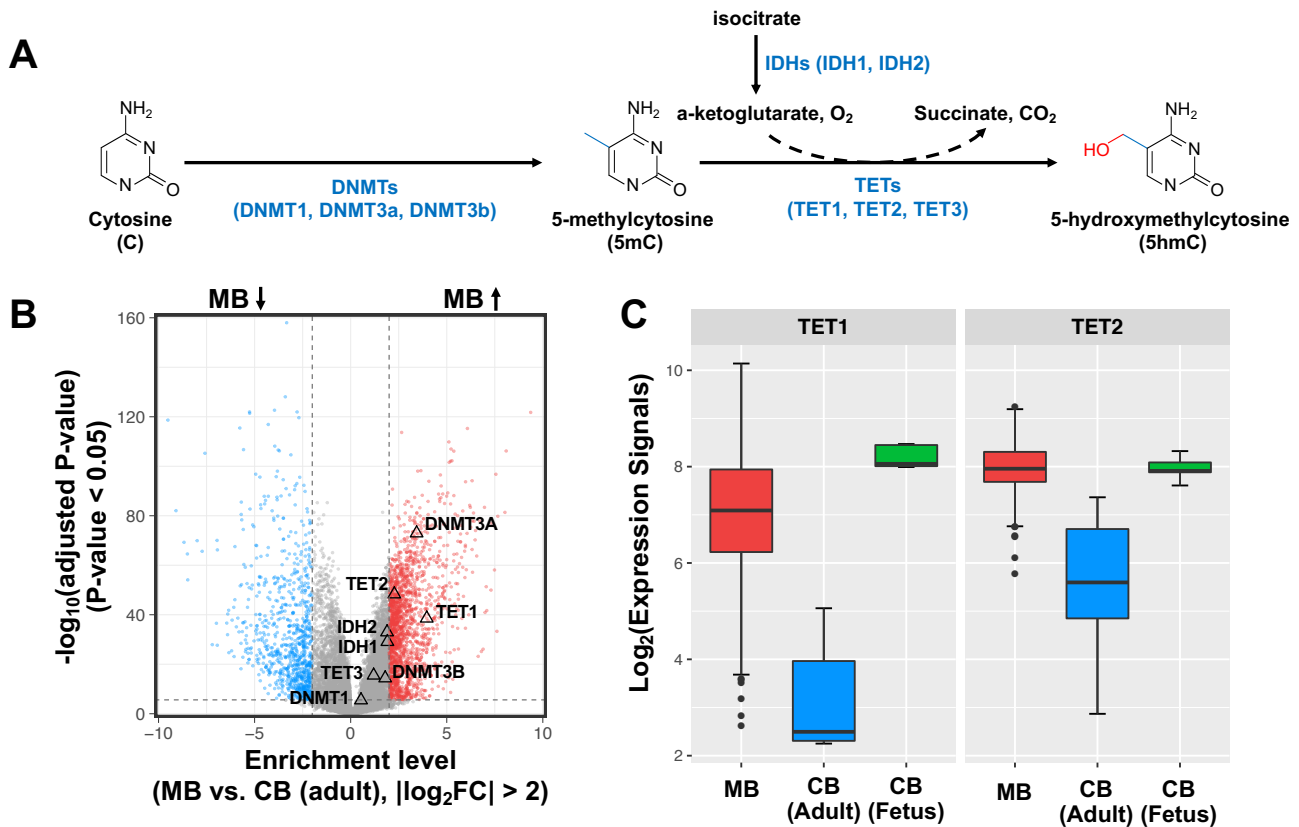 A
isocitrate
IDHs (IDH1, IDH2)
a-ketoglutarate, O₂
Succinate, CO₂
NH₂
N
N
O
NH₂
N
N
O
HO
NH₂
N
N
O
DNMTs
(DNMT1, DNMT3a, DNMT3b)
TETs
(TET1, TET2, TET3)
Cytosine
(C)
5-methylcytosine
(5mC)
5-hydroxymethylcytosine
(5hmC)
B
MB
MB
160
120
80
40
0
-log₁₀(adjusted P-value)
(P-value < 0.05)
DNMT3A
TET2
TET1
IDH2
IDH1
TET3
DNMT3B
DNMT1
−10
−5
0
5
10
Enrichment level
(MB vs. CB (adult), |log₂FC| > 2)
C
TET1
TET2
Log₂(Expression Signals)
10
8
6
4
2
MB
CB
(Adult)
CB
(Fetus)
MB
CB
(Adult)
CB
(Fetus)